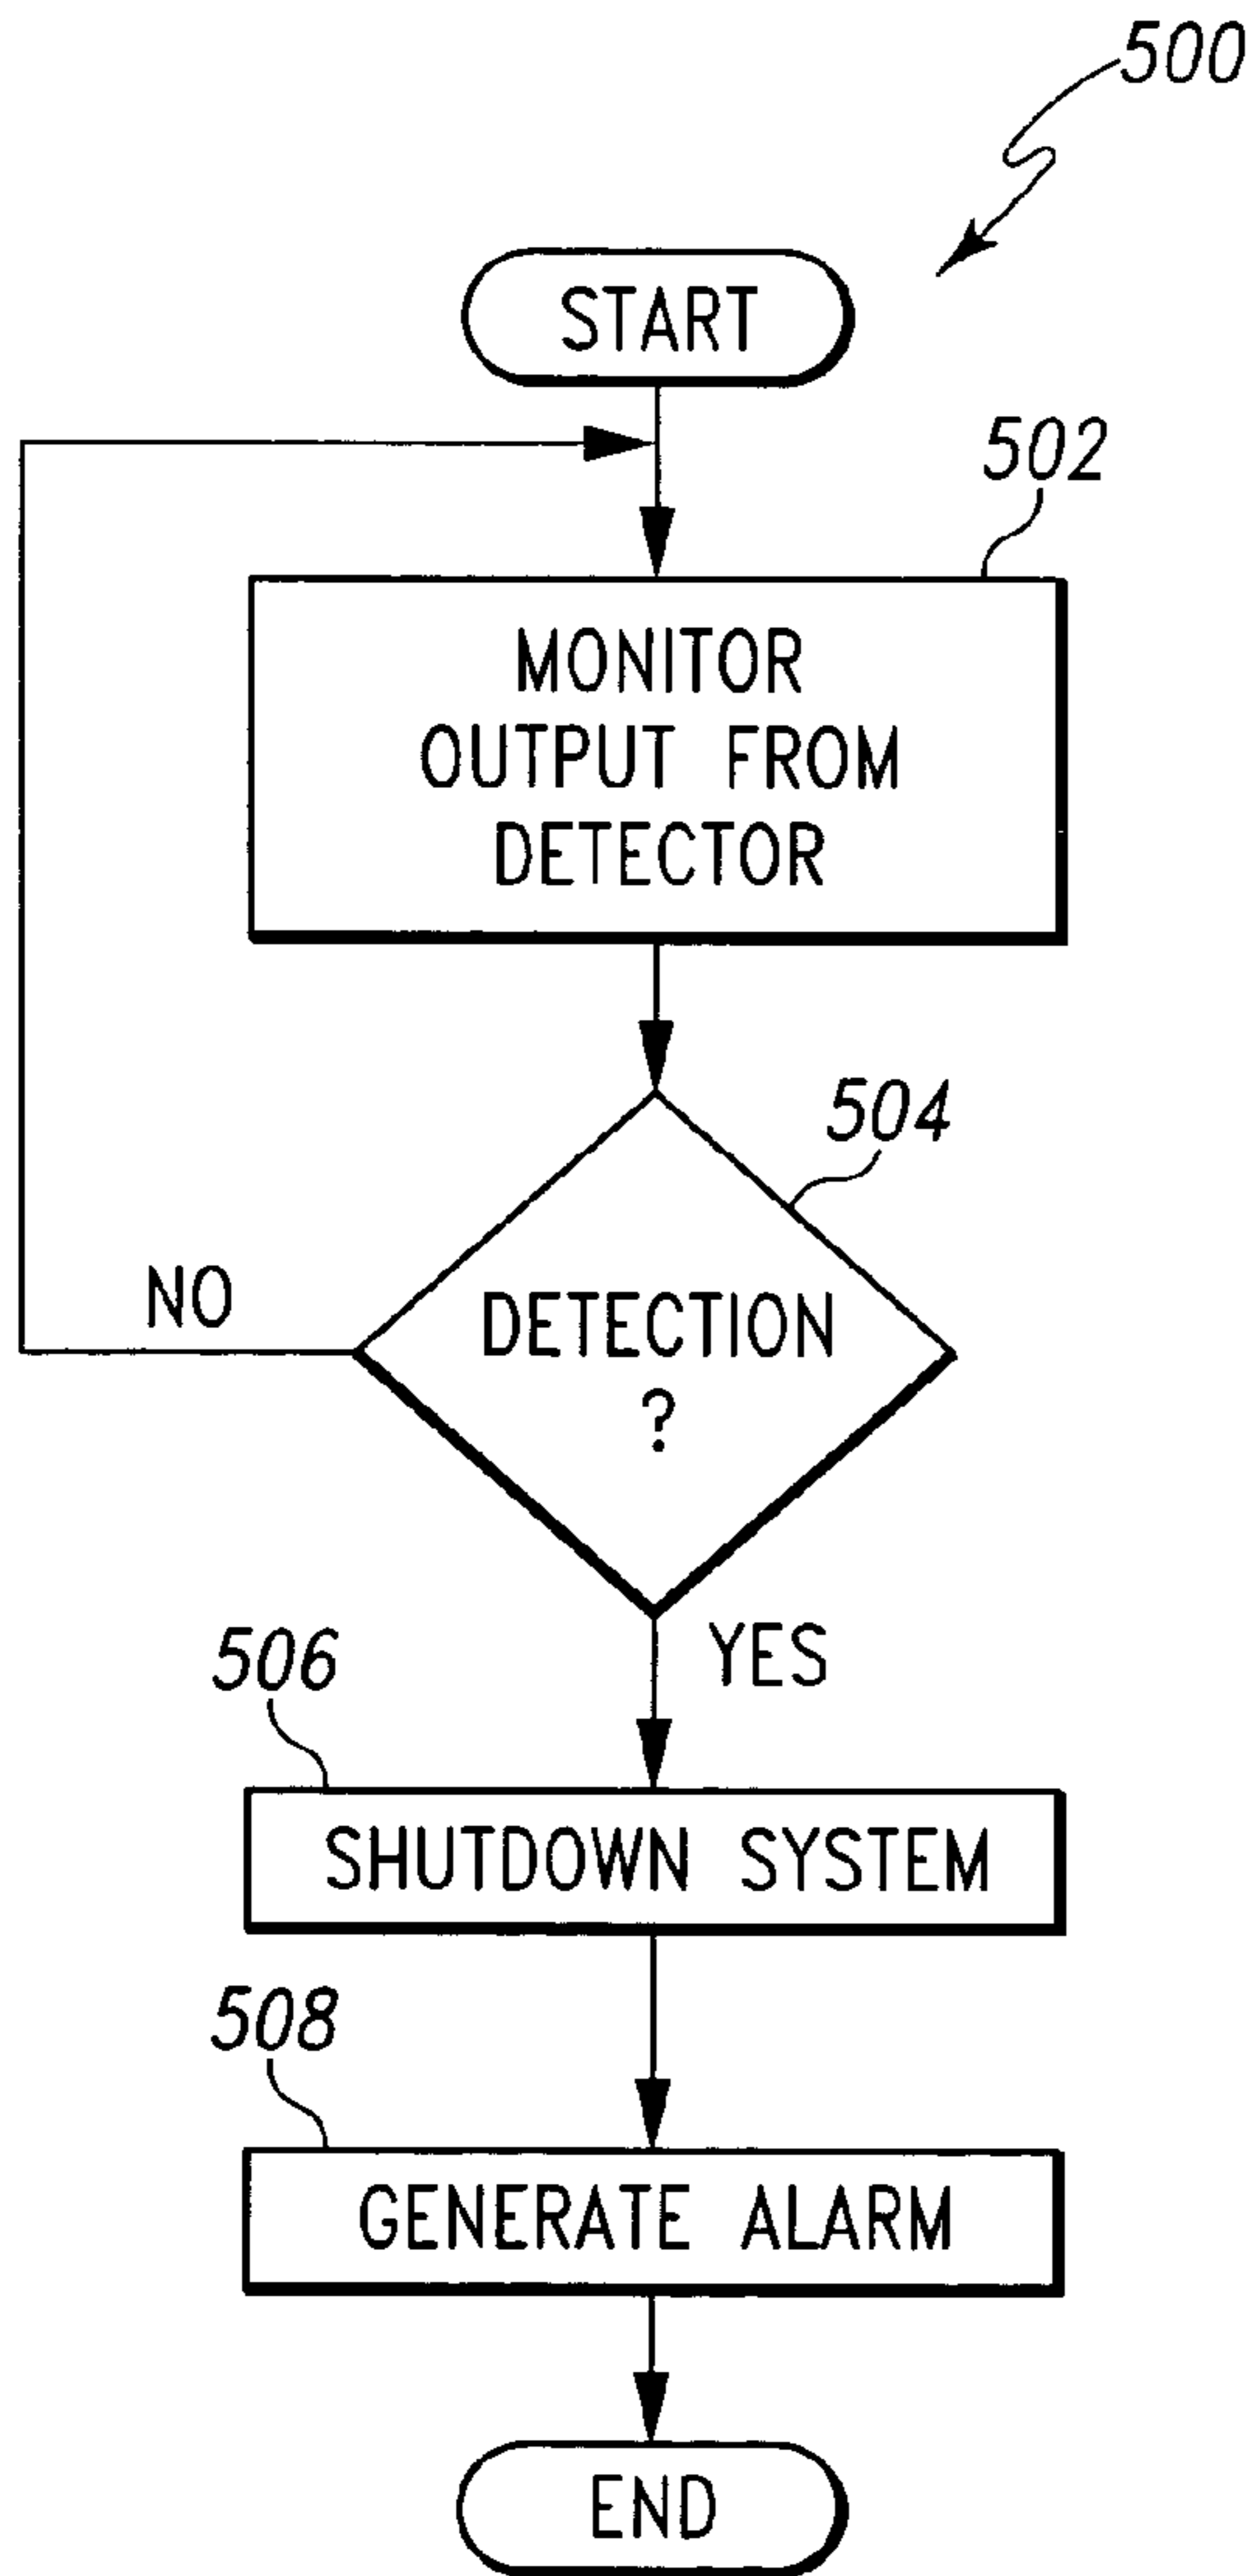 500
START
502
MONITOR
OUTPUT FROM
DETECTOR
504
NO
DETECTION
?
YES
506
SHUTDOWN SYSTEM
508
GENERATE ALARM
END